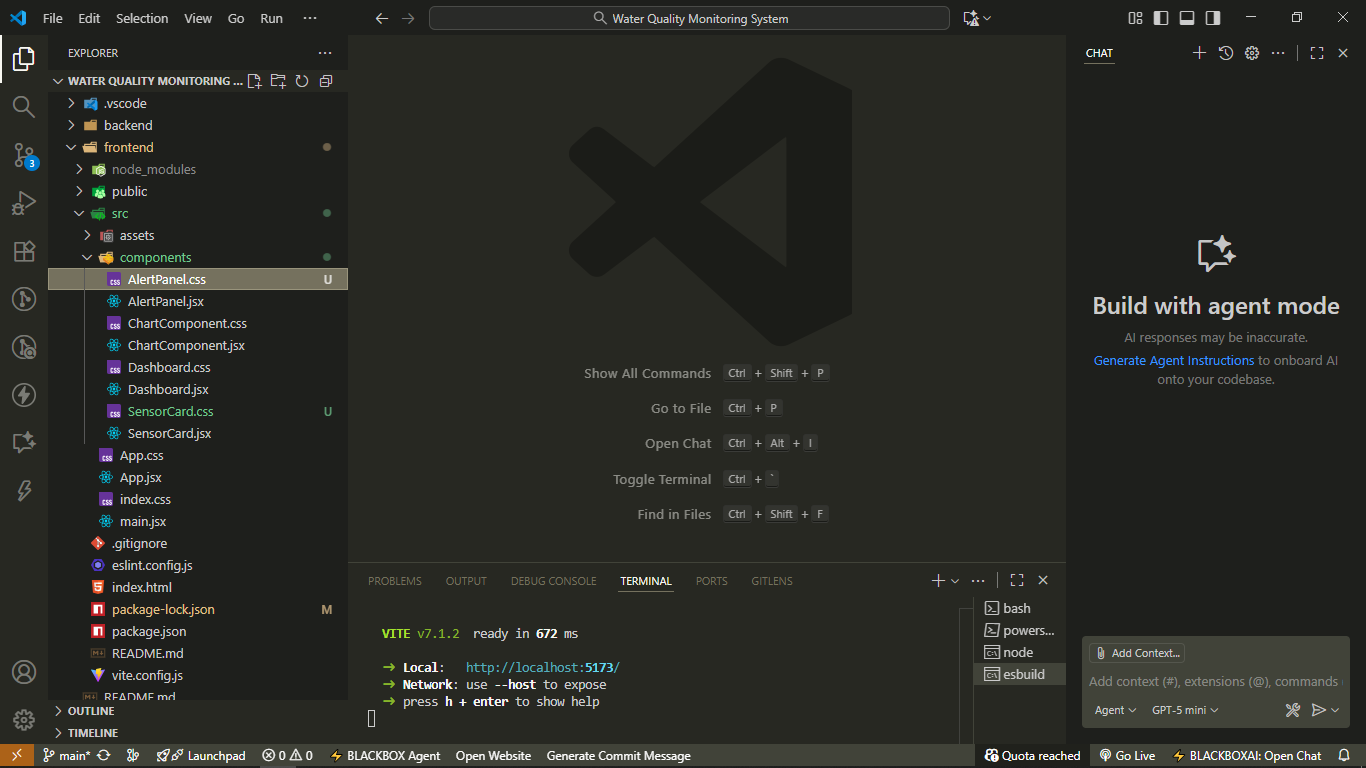 File Edit Selection View Go Run ···
Water Quality Monitoring System
EXPLORER
WATER QUALITY MONITORING ...
.vscode
backend
frontend
node_modules
public
src
assets
components
AlertPanel.css U
AlertPanel.jsx
ChartComponent.css
ChartComponent.jsx
Dashboard.css
Dashboard.jsx
SensorCard.css U
SensorCard.jsx
App.css
App.jsx
index.css
main.jsx
.gitignore
eslint.config.js
index.html
package-lock.json M
package.json
README.md
vite.config.js
README.md
OUTLINE
TIMELINE
3
Show All Commands Ctrl + Shift + P
Go to File Ctrl + P
Open Chat Ctrl + Alt + I
Toggle Terminal Ctrl + `
Find in Files Ctrl + Shift + F
PROBLEMS OUTPUT DEBUG CONSOLE TERMINAL PORTS GITLENS
VITE v7.1.2 ready in 672 ms
➜ Local: http://localhost:5173/
➜ Network: use --host to expose
➜ press h + enter to show help
bash
powers...
node
esbuild
CHAT
Build with agent mode
AI responses may be inaccurate.
Generate Agent Instructions to onboard AI
onto your codebase.
Add Context...
Add context (#), extensions (@), commands
Agent GPT-5 mini
main* Launchpad 0 0 BLACKBOX Agent Open Website Generate Commit Message Quota reached Go Live BLACKBOXAI: Open Chat